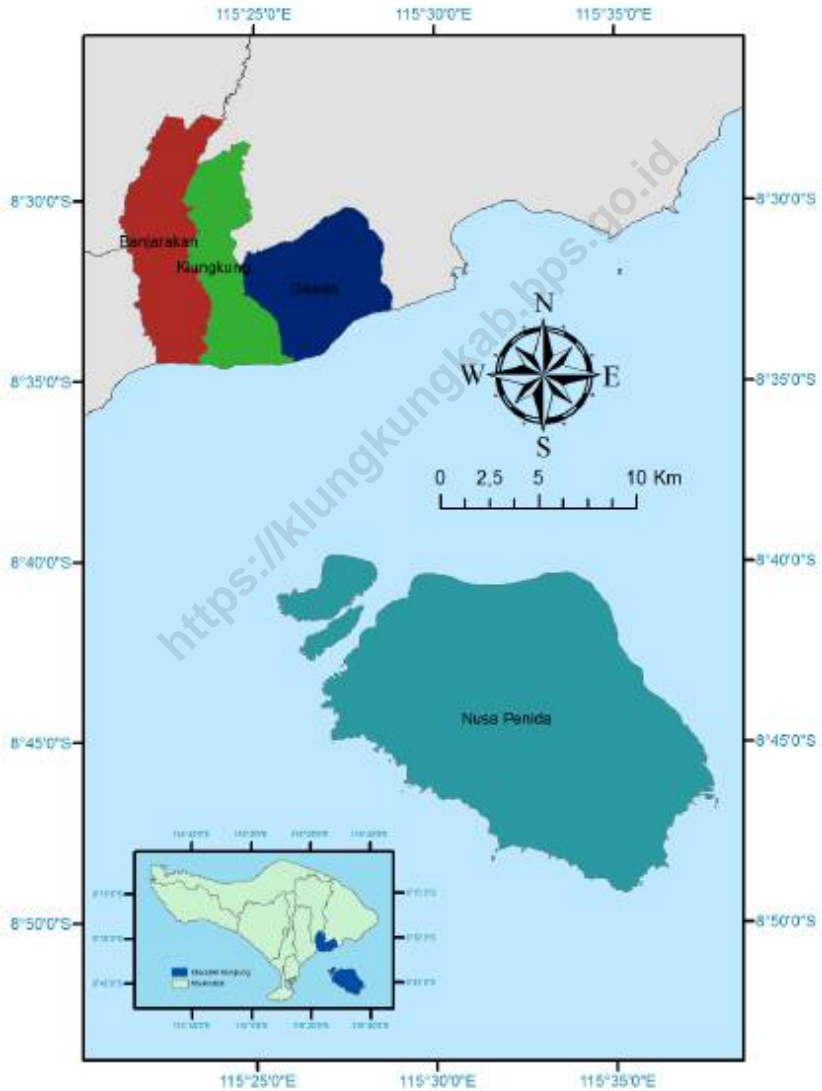 115°25'0"E 115°30'0"E 115°35'0"E
8°30'0"S 8°30'0"S
Banjarakan
Klungkung
Dawan
N
W E
S
8°35'0"S 8°35'0"S
0 2,5 5 10 Km
8°40'0"S 8°40'0"S
Nusa Penida
8°45'0"S 8°45'0"S
8°50'0"S 8°50'0"S
115°25'0"E 115°30'0"E 115°35'0"E
https://klungkungkab.bps.go.id